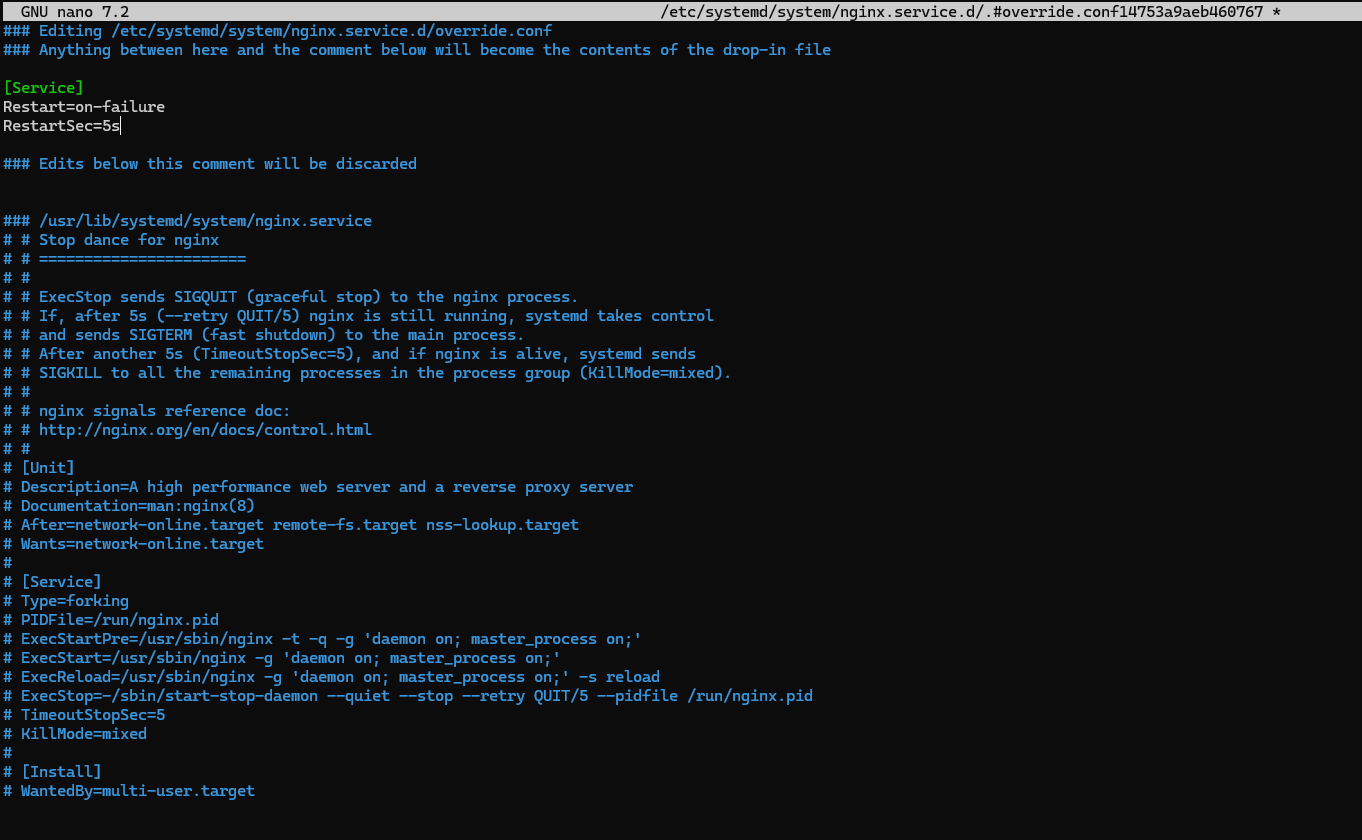 GNU nano 7.2 /etc/systemd/system/nginx.service.d/.#override.conf14753a9aeb460767 *
### Editing /etc/systemd/system/nginx.service.d/override.conf
### Anything between here and the comment below will become the contents of the drop-in file
[Service]
Restart=on-failure
RestartSec=5s
### Edits below this comment will be discarded
### /usr/lib/systemd/system/nginx.service
# # Stop dance for nginx
# # =======================
# #
# # ExecStop sends SIGQUIT (graceful stop) to the nginx process.
# # If, after 5s (--retry QUIT/5) nginx is still running, systemd takes control
# # and sends SIGTERM (fast shutdown) to the main process.
# # After another 5s (TimeoutStopSec=5), and if nginx is alive, systemd sends
# # SIGKILL to all the remaining processes in the process group (KillMode=mixed).
# #
# # nginx signals reference doc:
# # http://nginx.org/en/docs/control.html
# #
# [Unit]
# Description=A high performance web server and a reverse proxy server
# Documentation=man:nginx(8)
# After=network-online.target remote-fs.target nss-lookup.target
# Wants=network-online.target
#
# [Service]
# Type=forking
# PIDFile=/run/nginx.pid
# ExecStartPre=/usr/sbin/nginx -t -q -g 'daemon on; master_process on;'
# ExecStart=/usr/sbin/nginx -g 'daemon on; master_process on;'
# ExecReload=/usr/sbin/nginx -g 'daemon on; master_process on;' -s reload
# ExecStop=-/sbin/start-stop-daemon --quiet --stop --retry QUIT/5 --pidfile /run/nginx.pid
# TimeoutStopSec=5
# KillMode=mixed
#
# [Install]
# WantedBy=multi-user.target